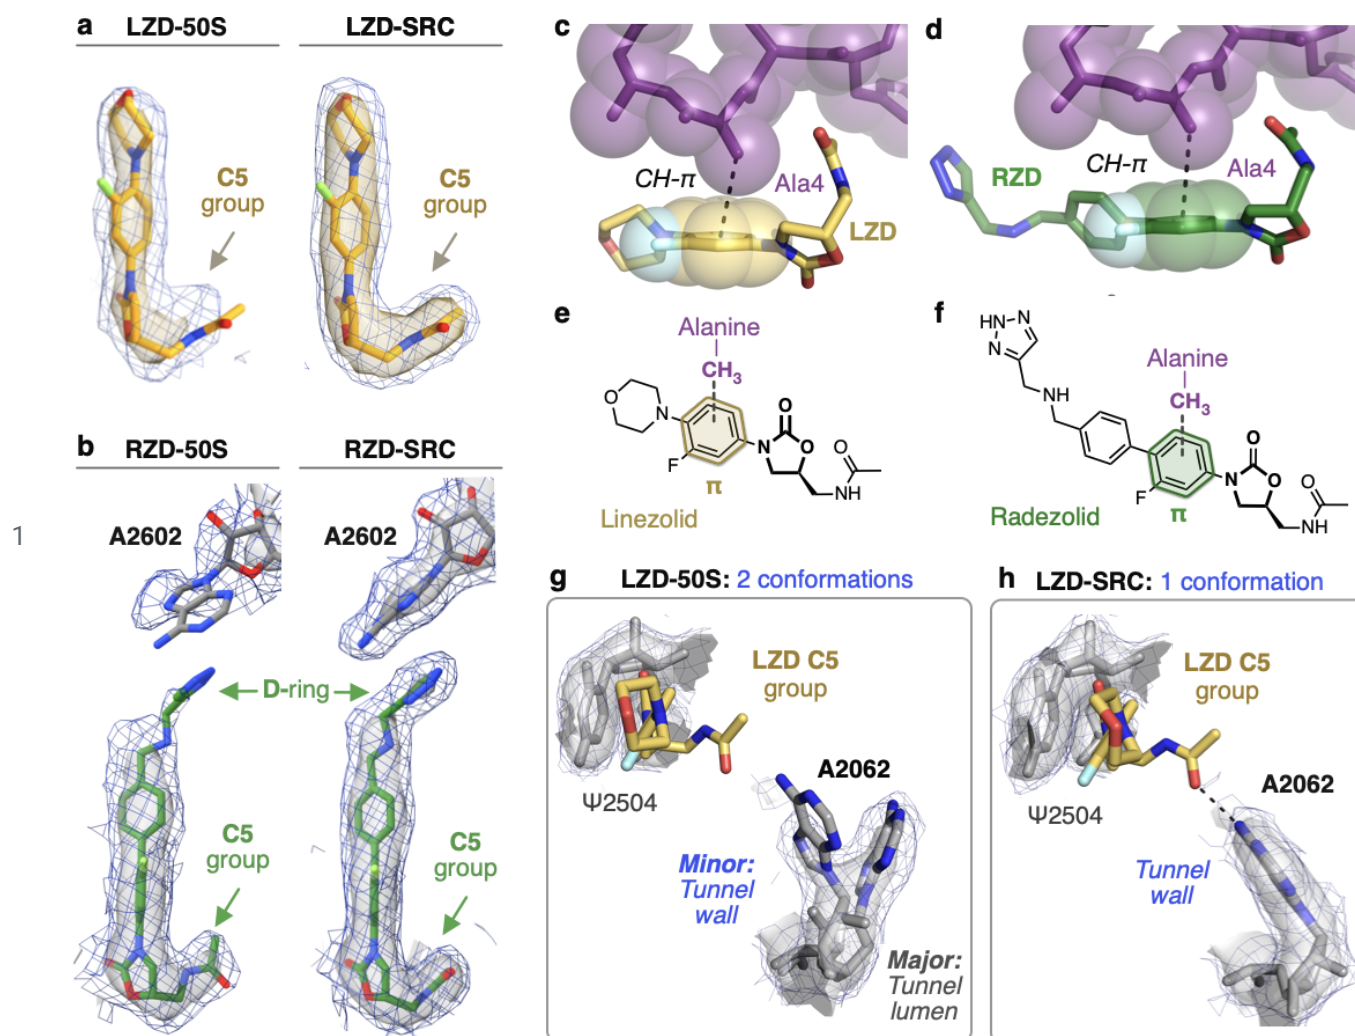 a
LZD-50S
LZD-SRC
C5
group
C5
group
b
RZD-50S
RZD-SRC
A2602
A2602
D-ring
C5
group
C5
group
1
c
CH-π
Ala4
LZD
d
RZD
CH-π
Ala4
e
Alanine
CH₃
O
N
F
π
N
O
O
O
NH
Linezolid
f
HN
N
N
NH
Alanine
CH₃
F
π
N
O
O
O
NH
Radezolid
g
LZD-50S: 2 conformations
LZD C5
group
Ψ2504
A2062
Minor:
Tunnel
wall
Major:
Tunnel
lumen
h
LZD-SRC: 1 conformation
LZD C5
group
Ψ2504
A2062
Tunnel
wall